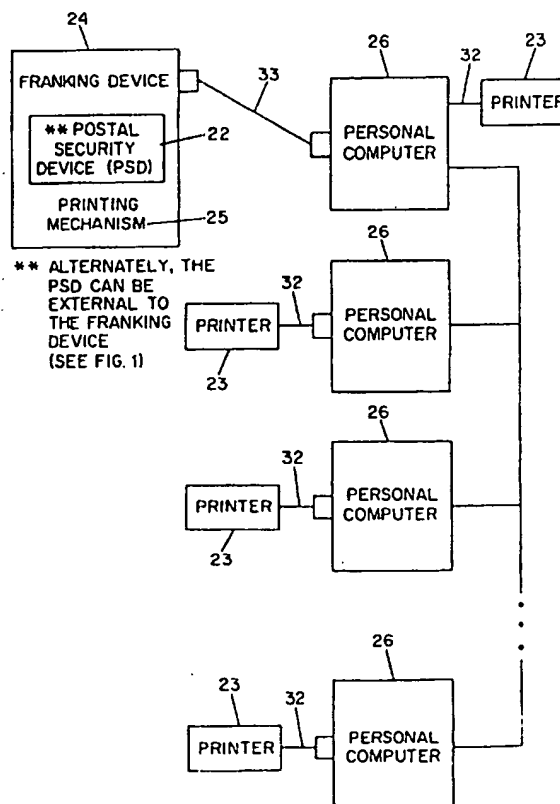 24
FRANKING DEVICE
** POSTAL
SECURITY
DEVICE (PSD)
22
PRINTING
MECHANISM
25
** ALTERNATELY, THE
PSD CAN BE
EXTERNAL TO
THE FRANKING
DEVICE
(SEE FIG. 1)
33
26
PERSONAL
COMPUTER
32
23
PRINTER
26
PERSONAL
COMPUTER
32
PRINTER
23
26
PERSONAL
COMPUTER
32
PRINTER
23
26
PERSONAL
COMPUTER
23
32
PRINTER